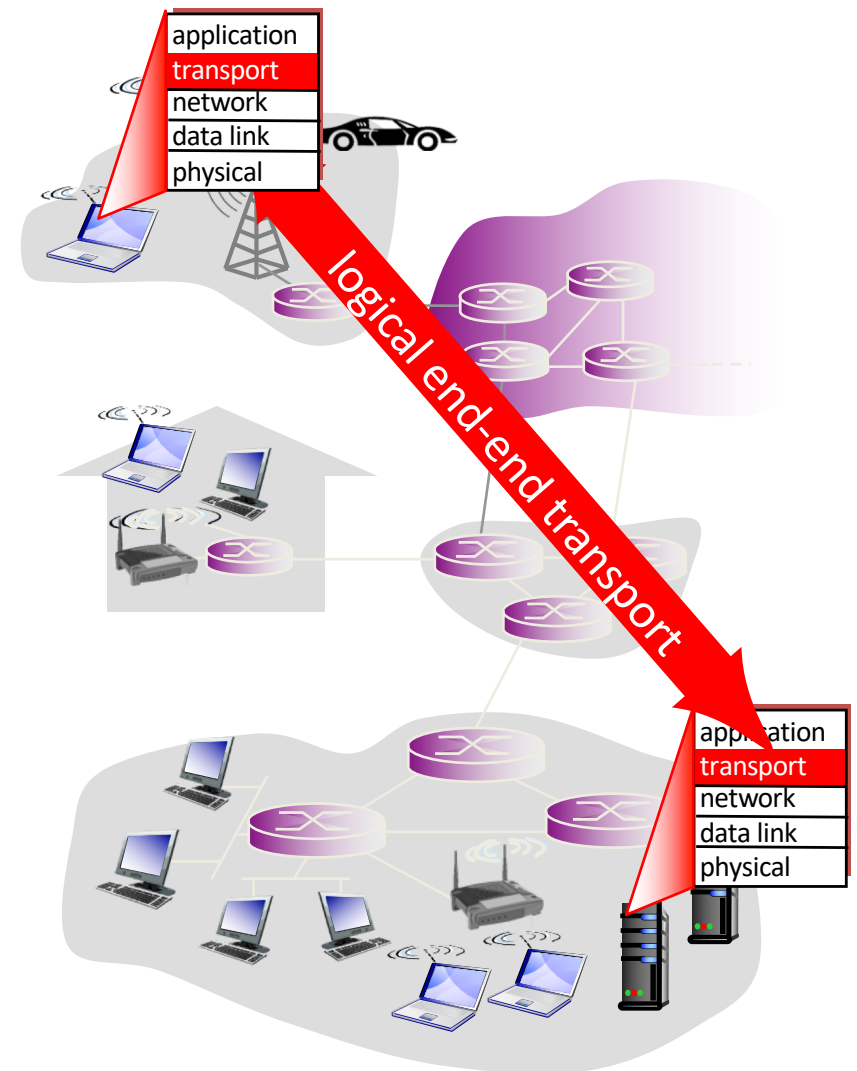 application
transport
network
data link
physical
logical end-end transport
application
transport
network
data link
physical